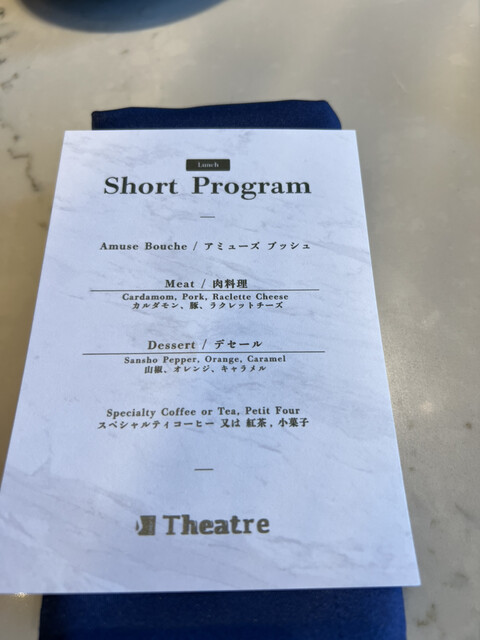 Lunch
Short Program
Amuse Bouche / アミューズ ブッシュ
Meat / 肉料理
Cardamom, Pork, Raclette Cheese
カルダモン、豚、ラクレットチーズ
Dessert / デセール
Sansho Pepper, Orange, Caramel
山椒、オレンジ、キャラメル
Specialty Coffee or Tea, Petit Four
スペシャルティコーヒー 又は 紅茶 , 小菓子
Theatre